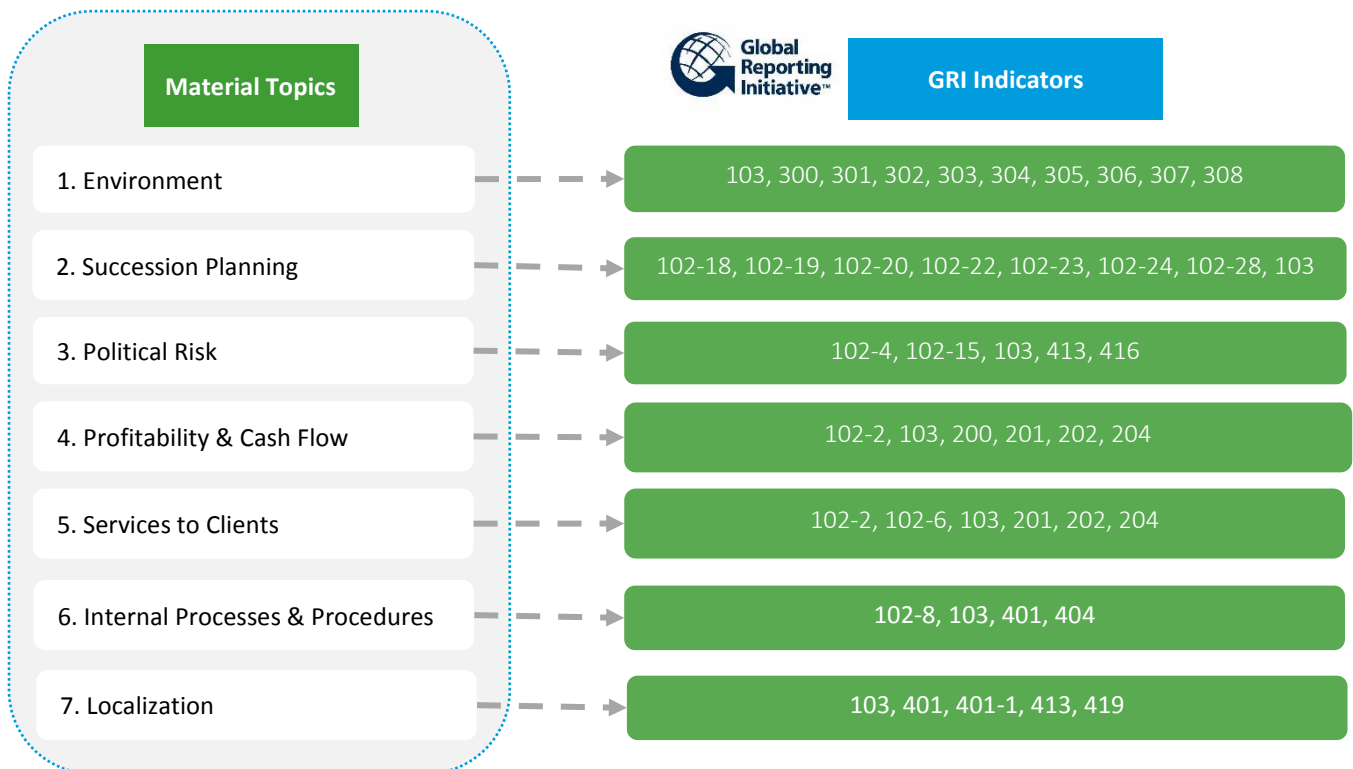 Material Topics
Global
Reporting
Initiative™
GRI Indicators
1. Environment
103, 300, 301, 302, 303, 304, 305, 306, 307, 308
2. Succession Planning
102-18, 102-19, 102-20, 102-22, 102-23, 102-24, 102-28, 103
3. Political Risk
102-4, 102-15, 103, 413, 416
4. Profitability & Cash Flow
102-2, 103, 200, 201, 202, 204
5. Services to Clients
102-2, 102-6, 103, 201, 202, 204
6. Internal Processes & Procedures
102-8, 103, 401, 404
7. Localization
103, 401, 401-1, 413, 419